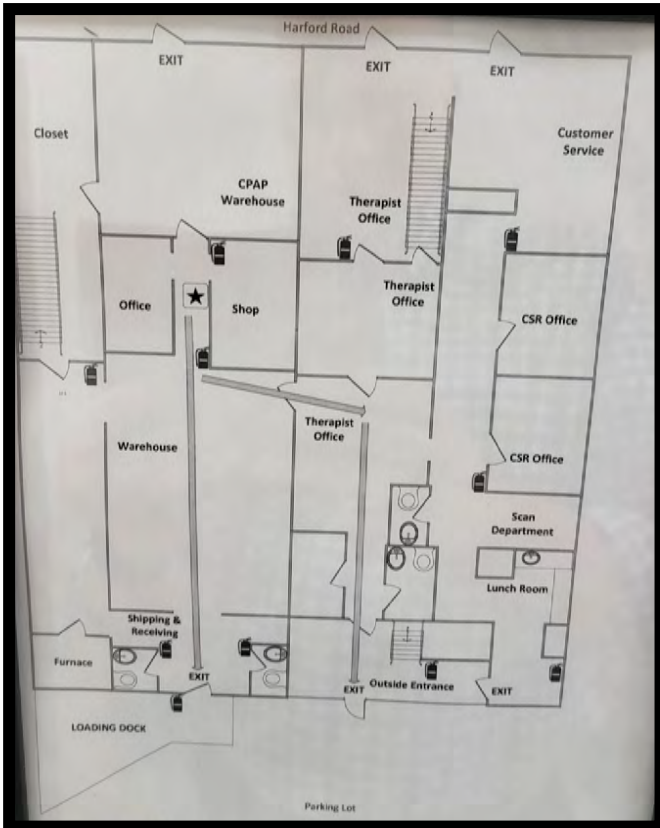 Harford Road
EXIT
EXIT
EXIT
Closet
Customer
Service
CPAP
Warehouse
Therapist
Office
Therapist
Office
Office
Shop
CSR Office
Therapist
Office
Warehouse
CSR Office
Scan
Department
Lunch Room
Shipping &
Receiving
Furnace
EXIT
EXIT
Outside Entrance
EXIT
LOADING DOCK
Parking Lot